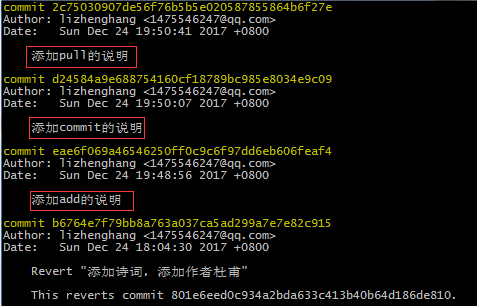 commit 2c75030907de56f76b5b5e020587855864b6f27e
Author: lizhenghang <1475546247@qq.com>
Date:   Sun Dec 24 19:50:41 2017 +0800
添加pull的说明
commit d24584a9e688754160cf18789bc985e8034e9c09
Author: lizhenghang <1475546247@qq.com>
Date:   Sun Dec 24 19:50:07 2017 +0800
添加commit的说明
commit eae6f069a46546250ff0c9c6f97dd6eb606feaf4
Author: lizhenghang <1475546247@qq.com>
Date:   Sun Dec 24 19:48:56 2017 +0800
添加add的说明
commit b6764e7f79bb8a763a037ca5ad299a7e7e82c915
Author: lizhenghang <1475546247@qq.com>
Date:   Sun Dec 24 18:04:30 2017 +0800
Revert "添加诗词，添加作者杜甫"
This reverts commit 801e6eed0c934a2bda633c413b40b64d186de810.